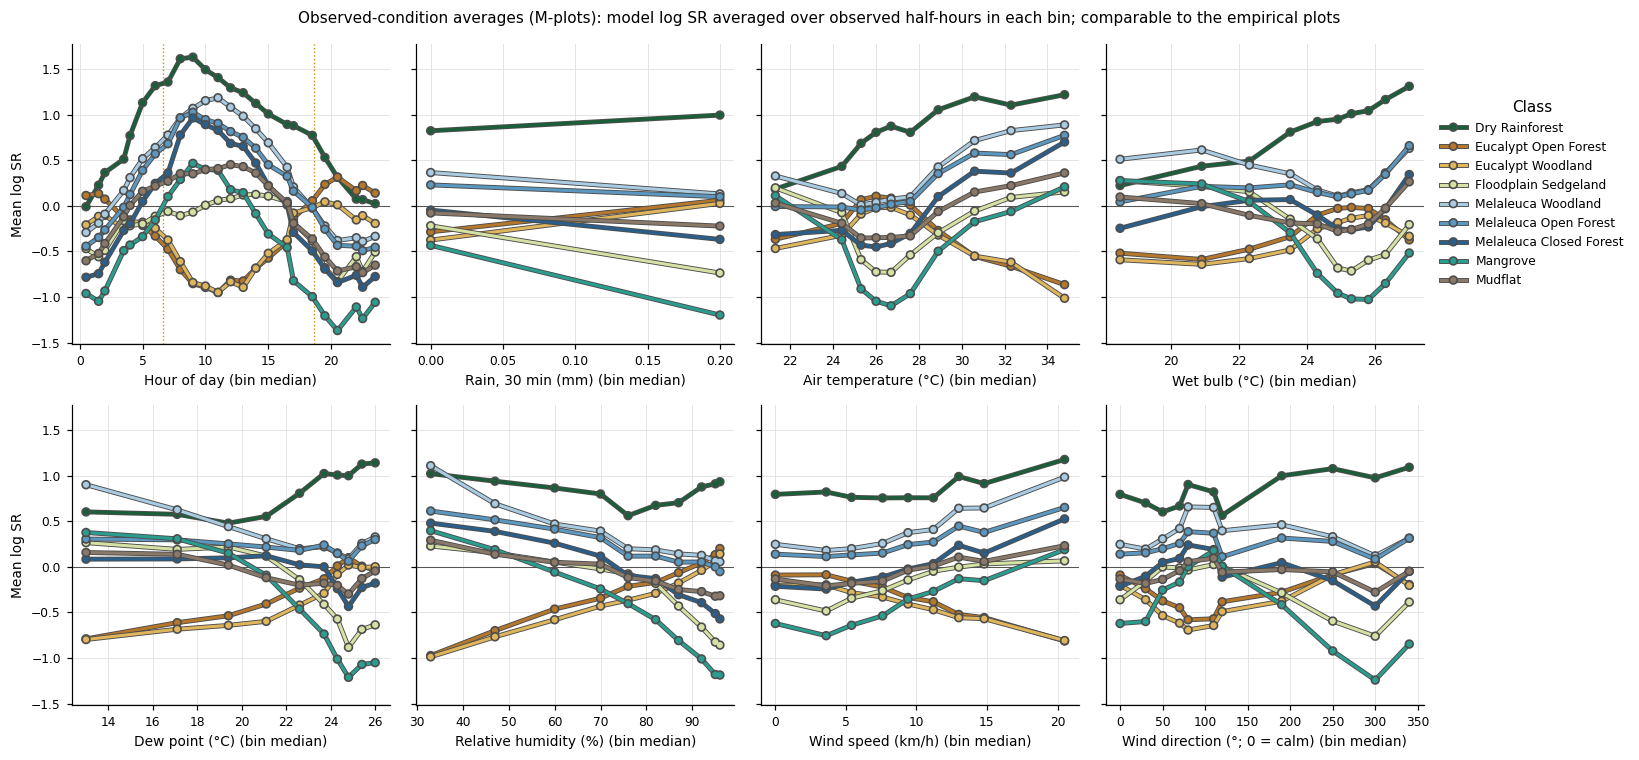 Observed-condition averages (M-plots): model log SR averaged over observed half-hours in each bin; comparable to the empirical plots
Mean log SR
1.5
1.0
0.5
0.0
−0.5
−1.0
−1.5
0 5 10 15 20
Hour of day (bin median)
0.00 0.05 0.10 0.15 0.20
Rain, 30 min (mm) (bin median)
22 24 26 28 30 32 34
Air temperature (°C) (bin median)
20 22 24 26
Wet bulb (°C) (bin median)
Class
Dry Rainforest
Eucalypt Open Forest
Eucalypt Woodland
Floodplain Sedgeland
Melaleuca Woodland
Melaleuca Open Forest
Melaleuca Closed Forest
Mangrove
Mudflat
Mean log SR
1.5
1.0
0.5
0.0
−0.5
−1.0
−1.5
14 16 18 20 22 24 26
Dew point (°C) (bin median)
30 40 50 60 70 80 90
Relative humidity (%) (bin median)
0 5 10 15 20
Wind speed (km/h) (bin median)
0 50 100 150 200 250 300 350
Wind direction (°; 0 = calm) (bin median)